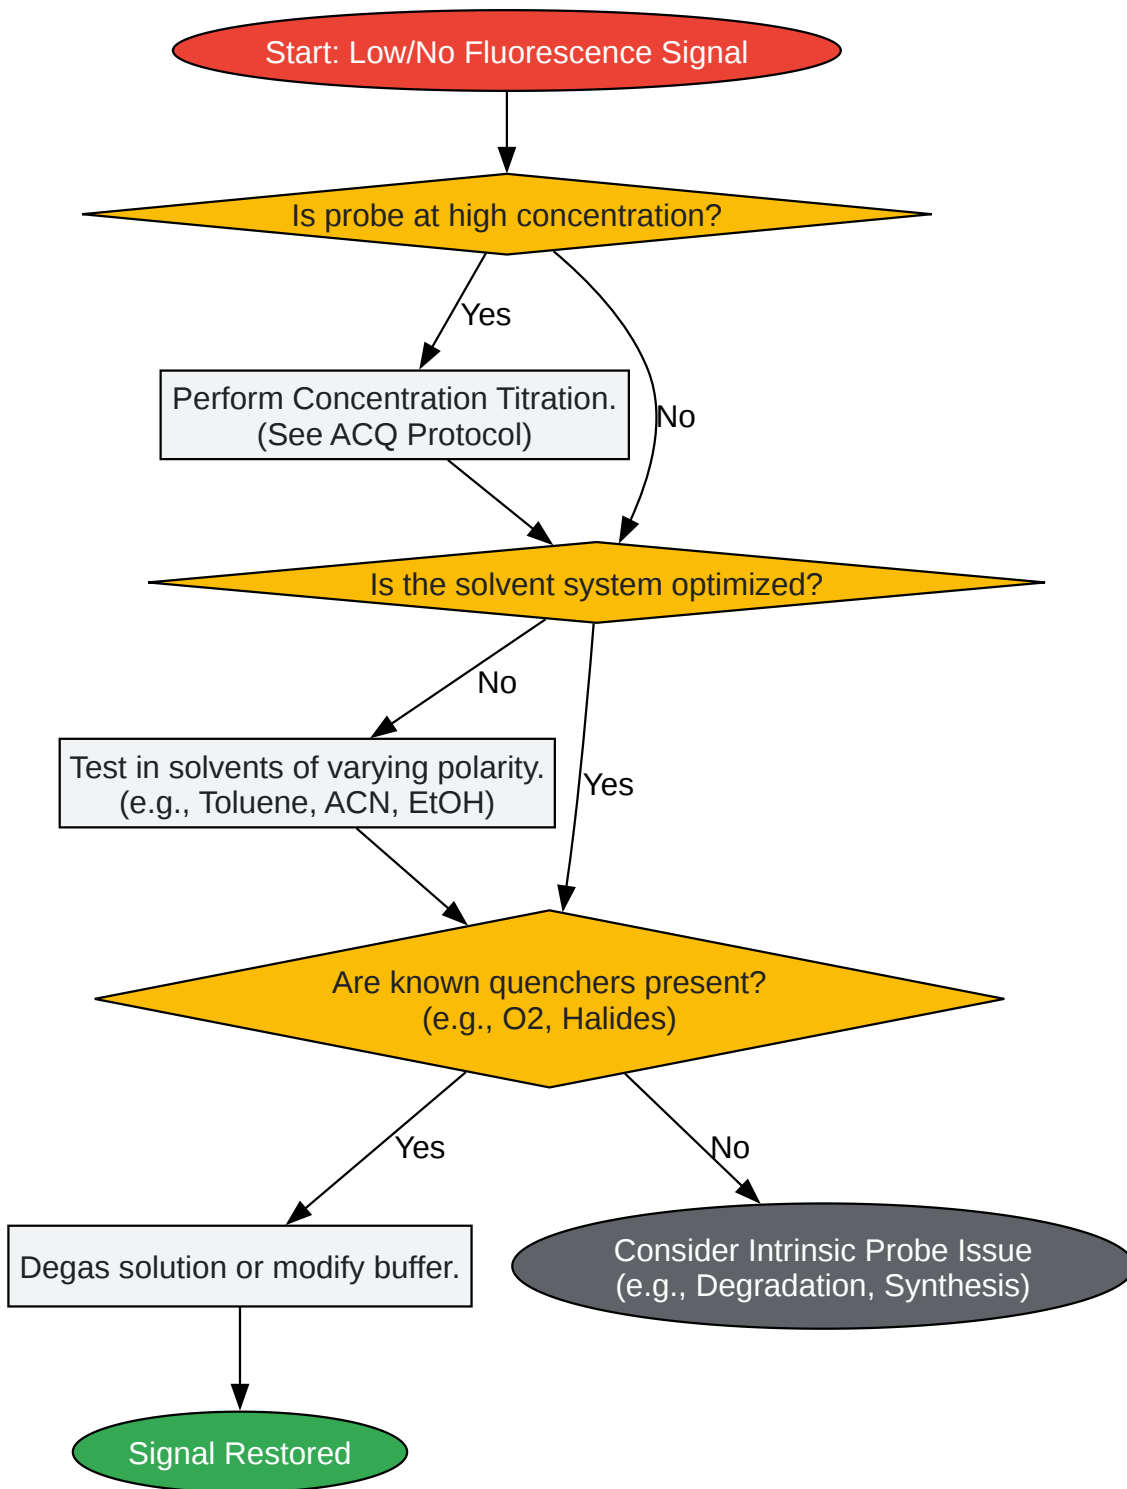 Start: Low/No Fluorescence Signal
Is probe at high concentration?
Yes
Perform Concentration Titration.
(See ACQ Protocol)
No
Is the solvent system optimized?
No
Test in solvents of varying polarity.
(e.g., Toluene, ACN, EtOH)
Yes
Are known quenchers present?
(e.g., O2, Halides)
Yes
No
Degas solution or modify buffer.
Consider Intrinsic Probe Issue
(e.g., Degradation, Synthesis)
Signal Restored